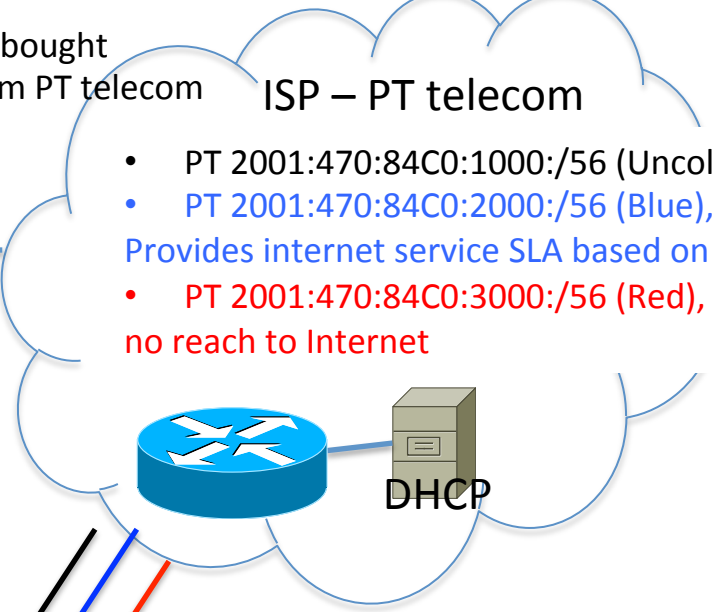 bought
m PT telecom
ISP – PT telecom
• PT 2001:470:84C0:1000:/56 (Uncol
• PT 2001:470:84C0:2000:/56 (Blue),
Provides internet service SLA based on
• PT 2001:470:84C0:3000:/56 (Red),
no reach to Internet
DHCP